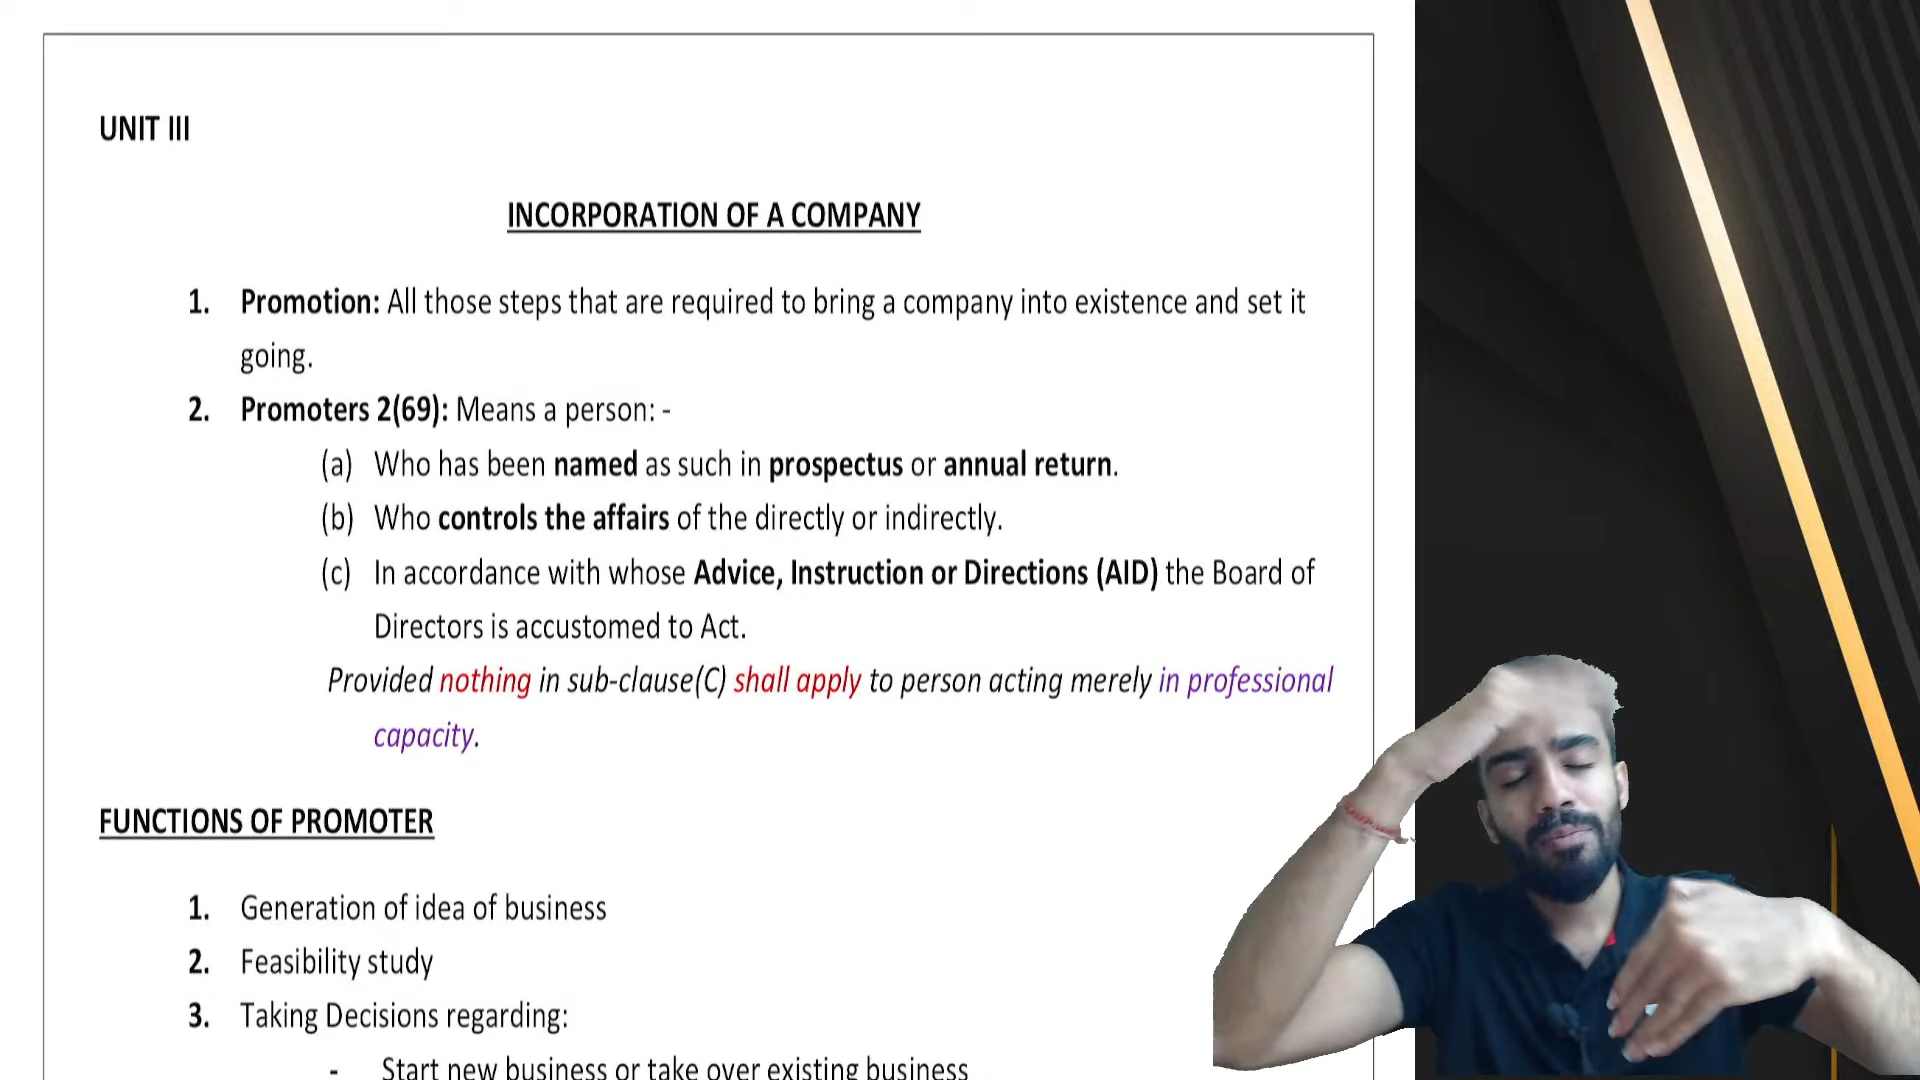 UNIT III
INCORPORATION OF A COMPANY
1. Promotion: All those steps that are required to bring a company into existence and set it
going.
2. Promoters 2(69): Means a person: -
(a) Who has been named as such in prospectus or annual return.
(b) Who controls the affairs of the directly or indirectly.
(c) In accordance with whose Advice, Instruction or Directions (AID) the Board of
Directors is accustomed to Act.
Provided nothing in sub-clause(C) shall apply to person acting merely in professional
capacity.
FUNCTIONS OF PROMOTER
1. Generation of idea of business
2. Feasibility study
3. Taking Decisions regarding:
- Start new business or take over existing business